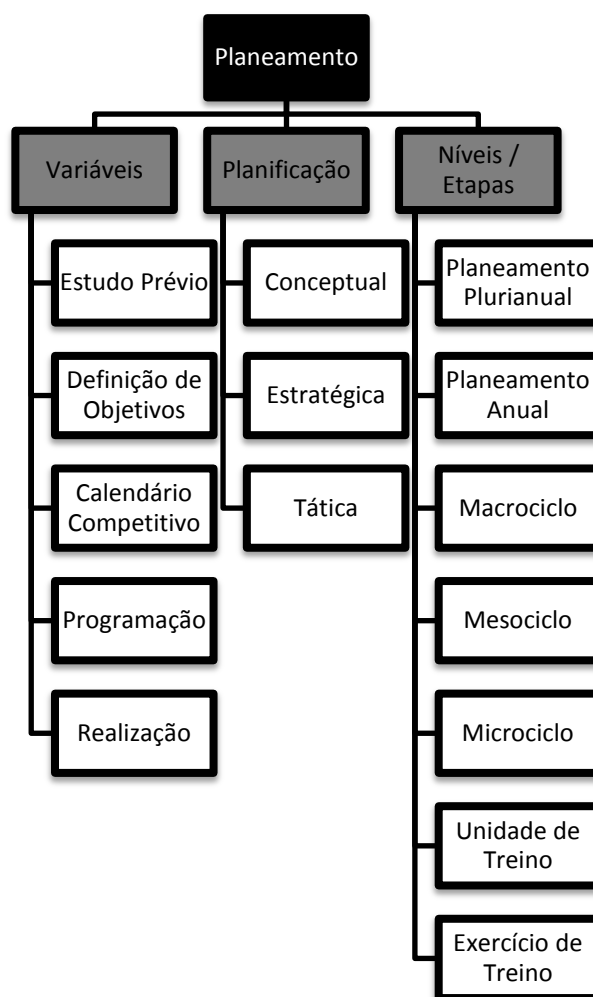 Planeamento
Variáveis
Estudo Prévio
Definição de
Objetivos
Calendário
Competitivo
Programação
Realização
Planificação
Conceptual
Estratégica
Tática
Níveis /
Etapas
Planeamento
Plurianual
Planeamento
Anual
Macrociclo
Mesociclo
Microciclo
Unidade de
Treino
Exercício de
Treino